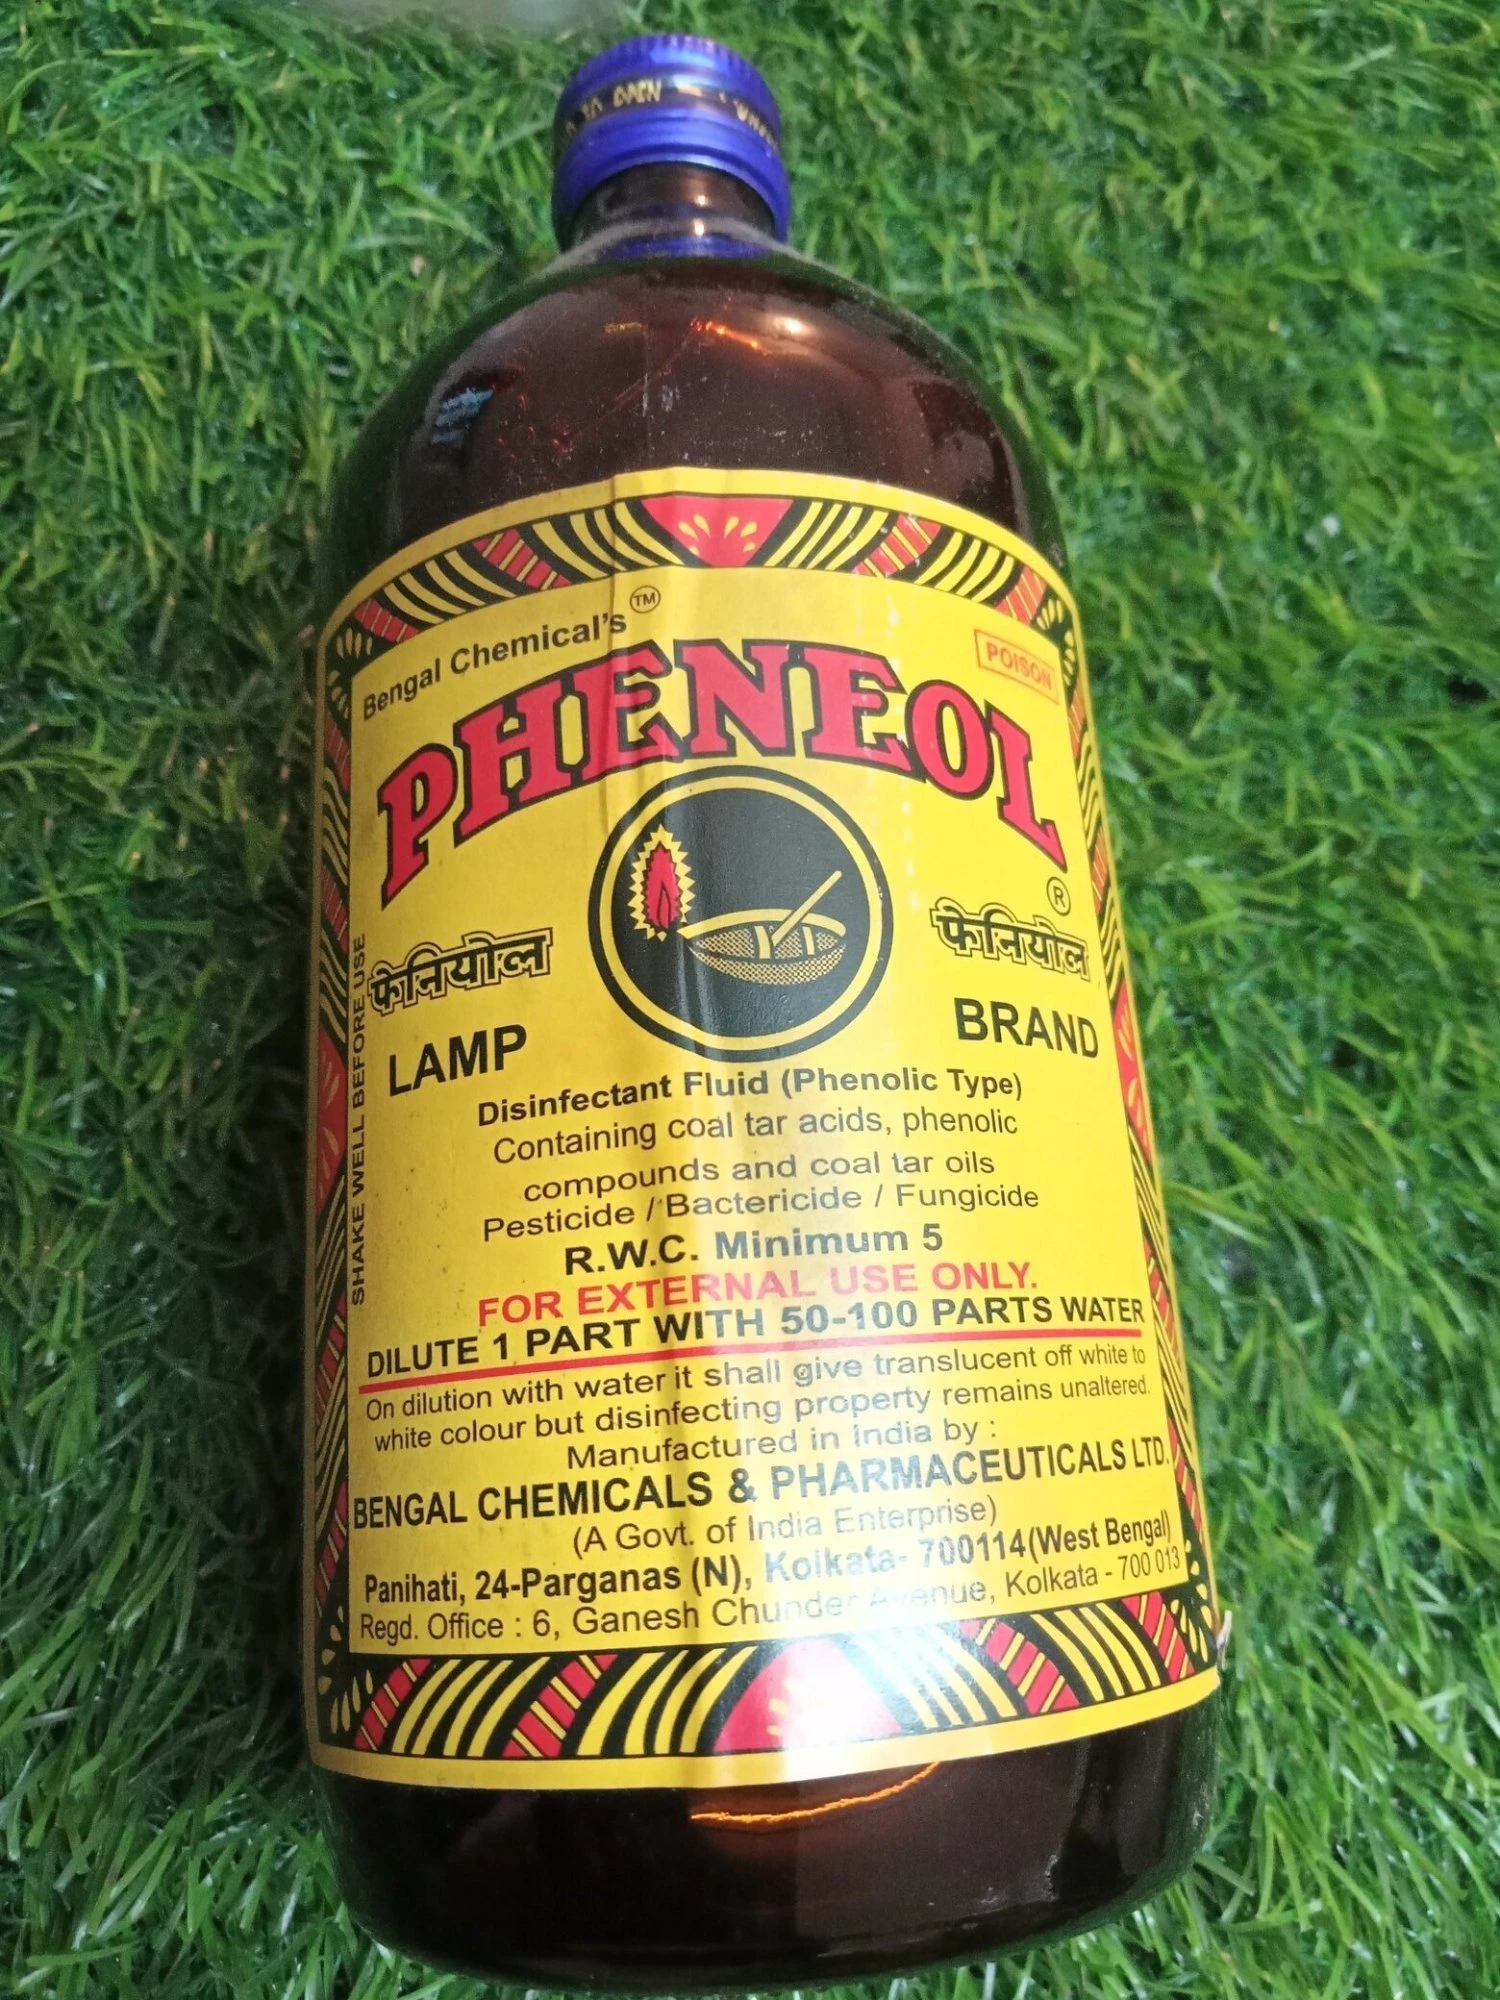 TO OPEN
Bengal Chemical's TM
POISON
PHENEOL
®
फेनियोल
फेनियोल
LAMP
BRAND
SHAKE WELL BEFORE USE
Disinfectant Fluid (Phenolic Type)
Containing coal tar acids, phenolic
compounds and coal tar oils
Pesticide / Bactericide / Fungicide
R.W.C. Minimum 5
FOR EXTERNAL USE ONLY.
DILUTE 1 PART WITH 50-100 PARTS WATER
On dilution with water it shall give translucent off white to
white colour but disinfecting property remains unaltered.
Manufactured in India by :
BENGAL CHEMICALS & PHARMACEUTICALS LTD.
(A Govt. of India Enterprise)
Panihati, 24-Parganas (N), Kolkata- 700114(West Bengal)
Regd. Office : 6, Ganesh Chunder Avenue, Kolkata - 700 013